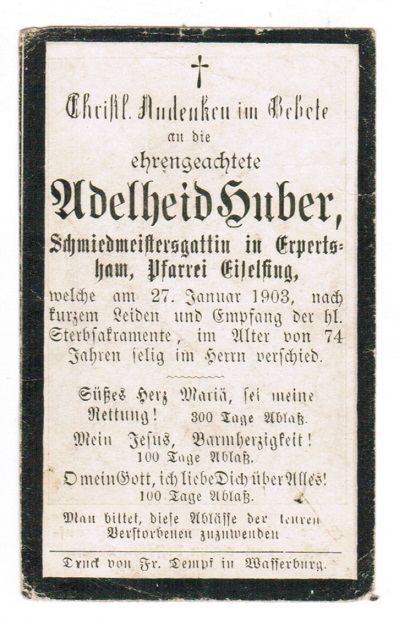 Christl. Andenken im Gebete
an die
ehrengeachtete
Adelheid Huber,
Schmiedmeistersgattin in Erperts-
ham, Pfarrei Eiselfing,
welche am 27. Januar 1903, nach
kurzem Leiden und Empfang der hl.
Sterbsakramente, im Alter von 74
Jahren selig im Herrn verschied.
Süßes Herz Mariä, sei meine
Rettung! 300 Tage Ablaß.
Mein Jesus, Barmherzigkeit!
100 Tage Ablaß.
O mein Gott, ich liebe Dich über Alles!
100 Tage Ablaß.
Man bittet, diese Ablässe der teuren
Verstorbenen zuzuwenden
Druck von Fr. Dempf in Wasserburg.